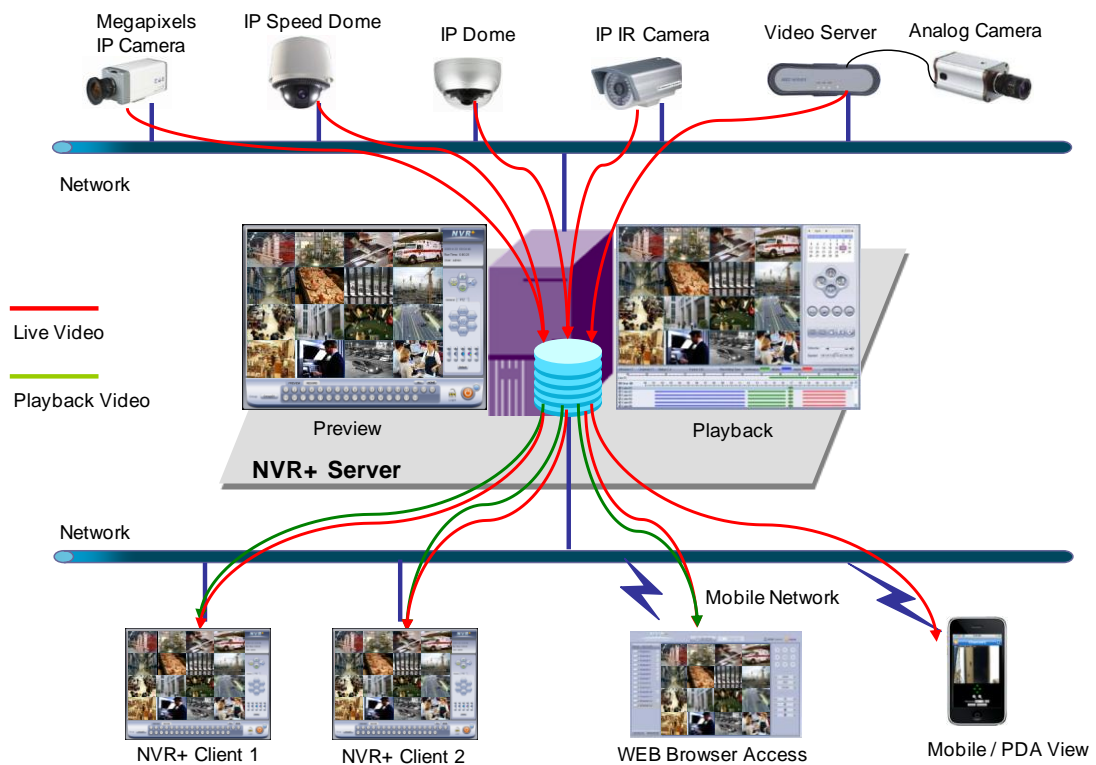 Megapixels
IP Camera
IP Speed Dome
IP Dome
IP IR Camera
Video Server
Analog Camera
Network
NVR+
Live Video
Playback Video
Preview
Playback
NVR+ Server
Network
Mobile Network
NVR+ Client 1
NVR+ Client 2
WEB Browser Access
Mobile / PDA View